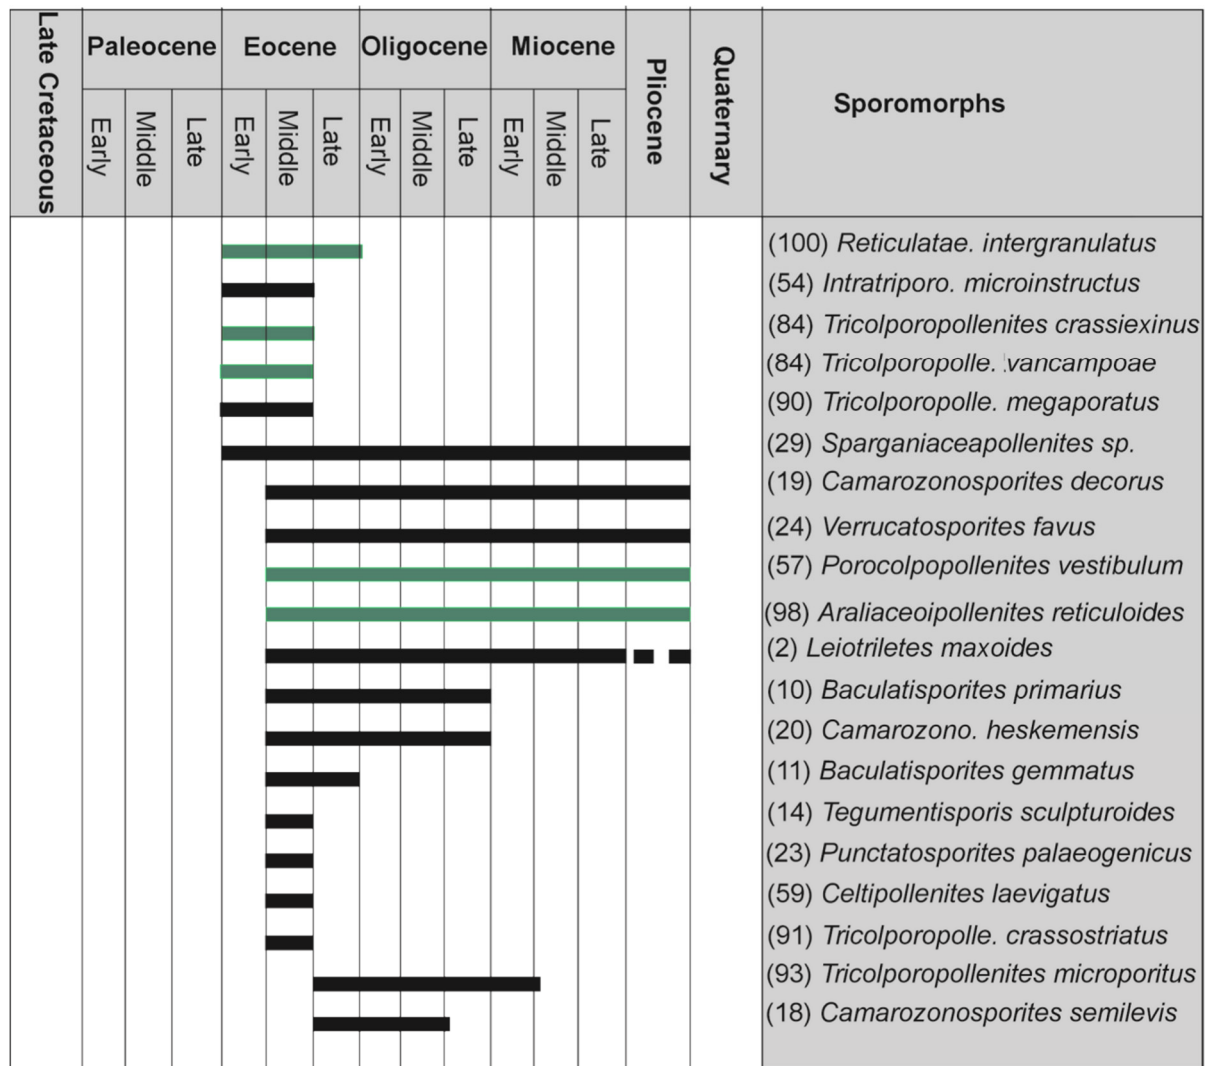 Late Cretaceous
Paleocene
Eocene
Oligocene
Miocene
Pliocene
Quaternary
Sporomorphs
Early
Middle
Late
Early
Middle
Late
Early
Middle
Late
Early
Middle
Late
(100) Reticulatae. intergranulatus
(54) Intratriporo. microinstructus
(84) Tricolporopollenites crassiexinus
(84) Tricolporopolle. vancampoae
(90) Tricolporopolle. megaporatus
(29) Sparganiaceapollenites sp.
(19) Camarozonosporites decorus
(24) Verrucatosporites favus
(57) Porocolpopollenites vestibulum
(98) Araliaceoipollenites reticuloides
(2) Leiotriletes maxoides
(10) Baculatisporites primarius
(20) Camarozono. heskemensis
(11) Baculatisporites gemmatus
(14) Tegumentisporis sculpturoides
(23) Punctatosporites palaeogenicus
(59) Celtipollenites laevigatus
(91) Tricolporopolle. crassostriatus
(93) Tricolporopollenites microporitus
(18) Camarozonosporites semilevis